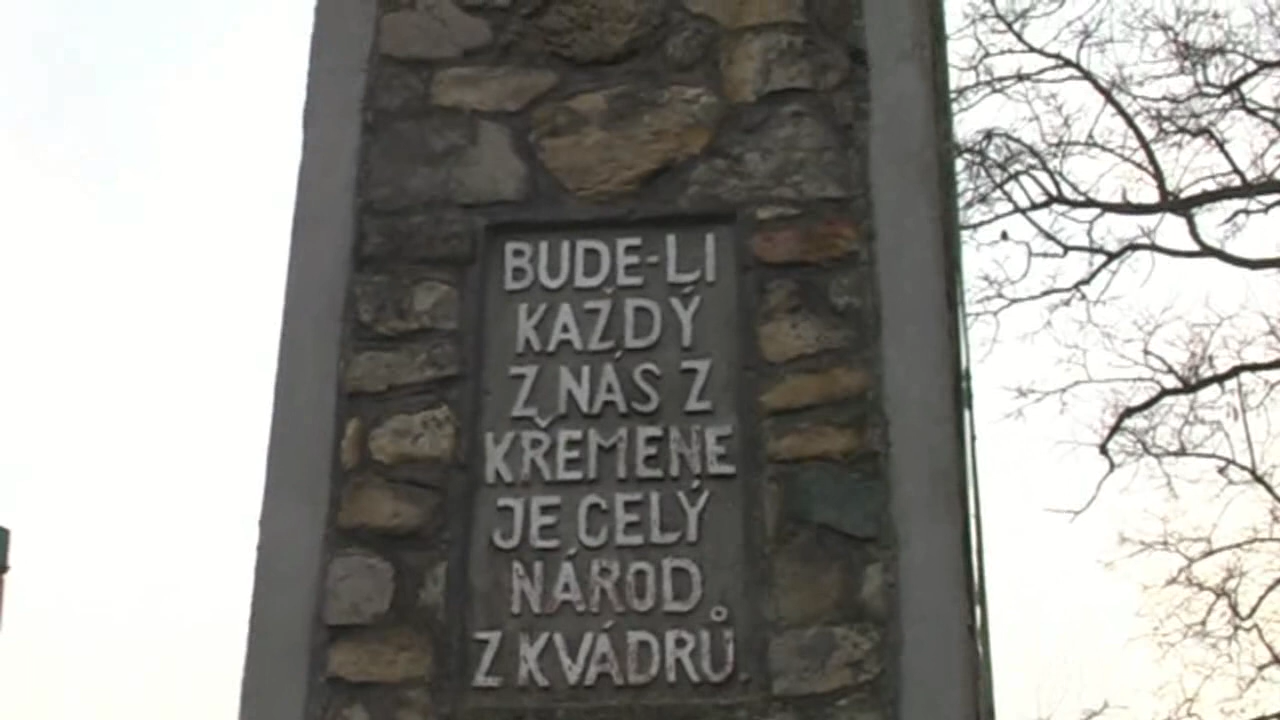 BUDE-LI
KAŽDÝ
Z NÁS Z
KŘEMENE
JE CELÝ
NÁROD
Z KVÁDRŮ.